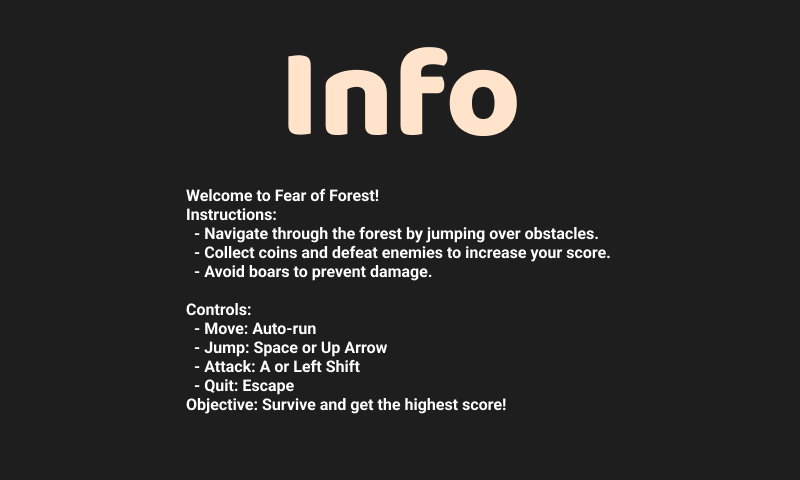 Info
Welcome to Fear of Forest!
Instructions:
- Navigate through the forest by jumping over obstacles.
- Collect coins and defeat enemies to increase your score.
- Avoid boars to prevent damage.
Controls:
- Move: Auto-run
- Jump: Space or Up Arrow
- Attack: A or Left Shift
- Quit: Escape
Objective: Survive and get the highest score!